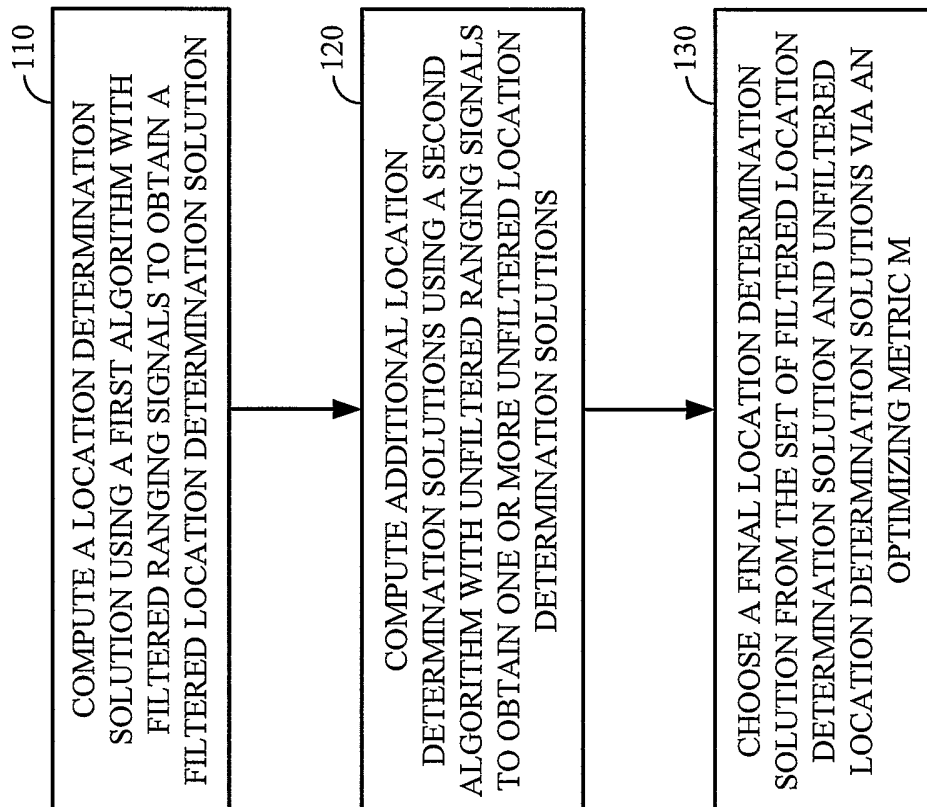 110
COMPUTE A LOCATION DETERMINATION
SOLUTION USING A FIRST ALGORITHM WITH
FILTERED RANGING SIGNALS TO OBTAIN A
FILTERED LOCATION DETERMINATION SOLUTION
120
COMPUTE ADDITIONAL LOCATION
DETERMINATION SOLUTIONS USING A SECOND
ALGORITHM WITH UNFILTERED RANGING SIGNALS
TO OBTAIN ONE OR MORE UNFILTERED LOCATION
DETERMINATION SOLUTIONS
130
CHOOSE A FINAL LOCATION DETERMINATION
SOLUTION FROM THE SET OF FILTERED LOCATION
DETERMINATION SOLUTION AND UNFILTERED
LOCATION DETERMINATION SOLUTIONS VIA AN
OPTIMIZING METRIC M